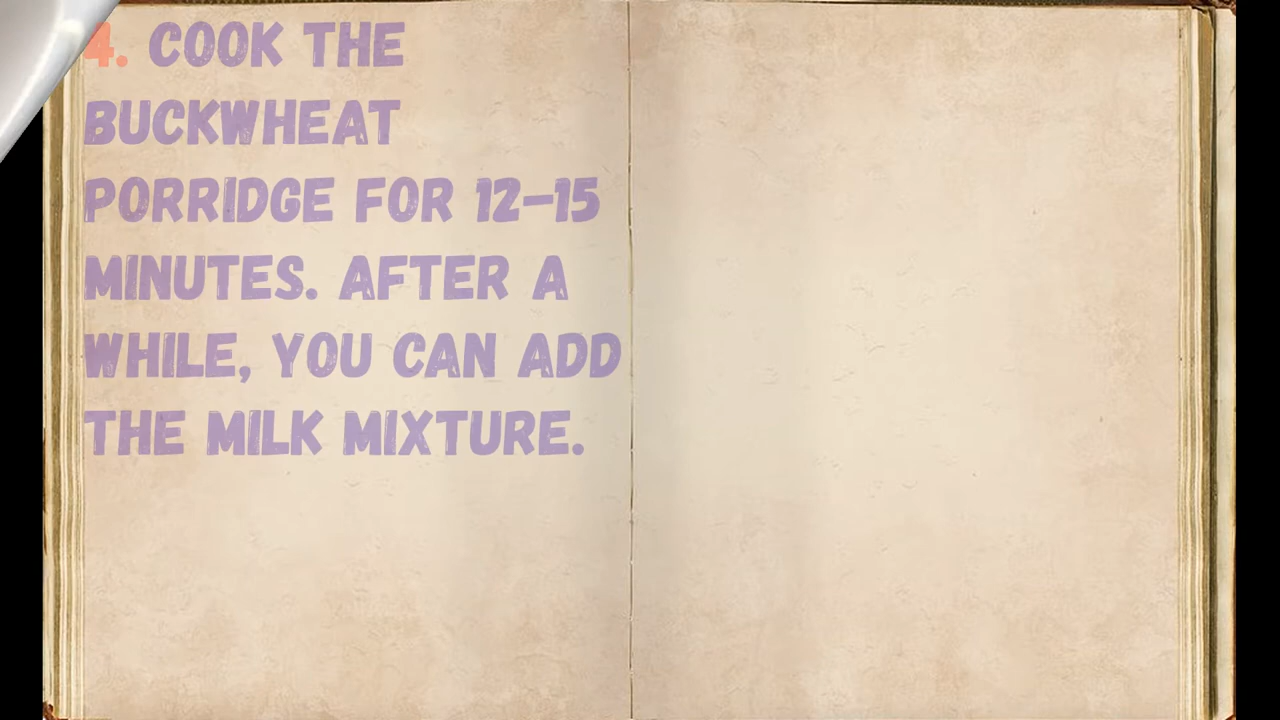 4. COOK THE
BUCKWHEAT
PORRIDGE FOR 12–15
MINUTES. AFTER A
WHILE, YOU CAN ADD
THE MILK MIXTURE.